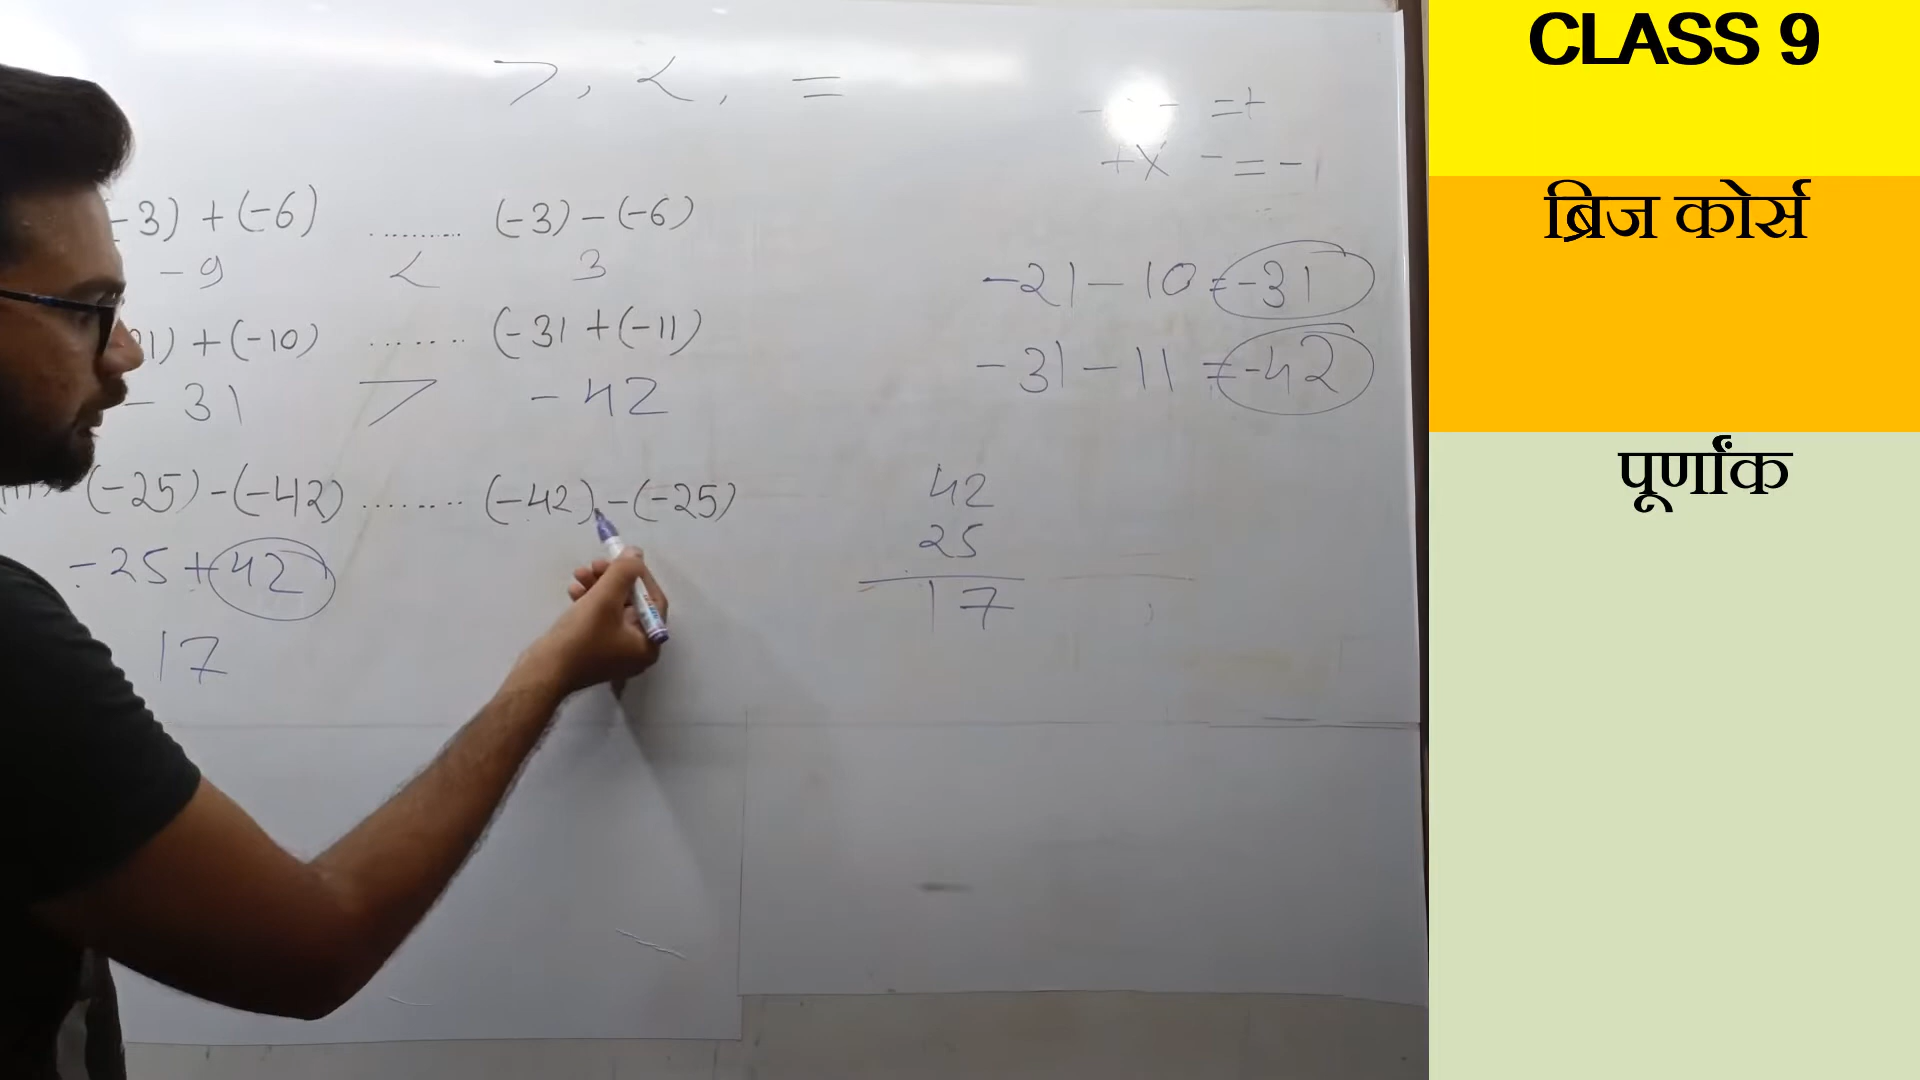 >, <, =
- - =+
+x - = -
-3) + (-6) ......... (-3) - (-6)
-9 < 3
1) + (-10) ....... (-31 + (-11)
- 31 > - 42
(-25) - (-42) ........ (-42) - (-25)
-25 + 42
17
-21 - 10 = -31
-31 - 11 = -42
42
25
17
CLASS 9
ब्रिज कोर्स
पूर्णांक